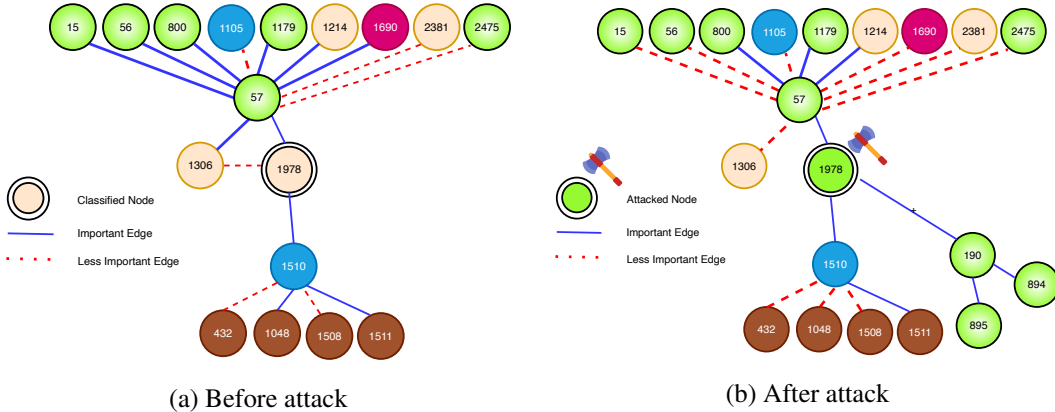 15 56 800 1105 1179 1214 1690 2381 2475
57
1306 1978
Classified Node
Important Edge
Less Important Edge
1510
432 1048 1508 1511
(a) Before attack
15 56 800 1105 1179 1214 1690 2381 2475
57
1306 1978
Attacked Node
+
Important Edge
Less Important Edge
1510 190
894
432 1048 1508 1511 895
(b) After attack